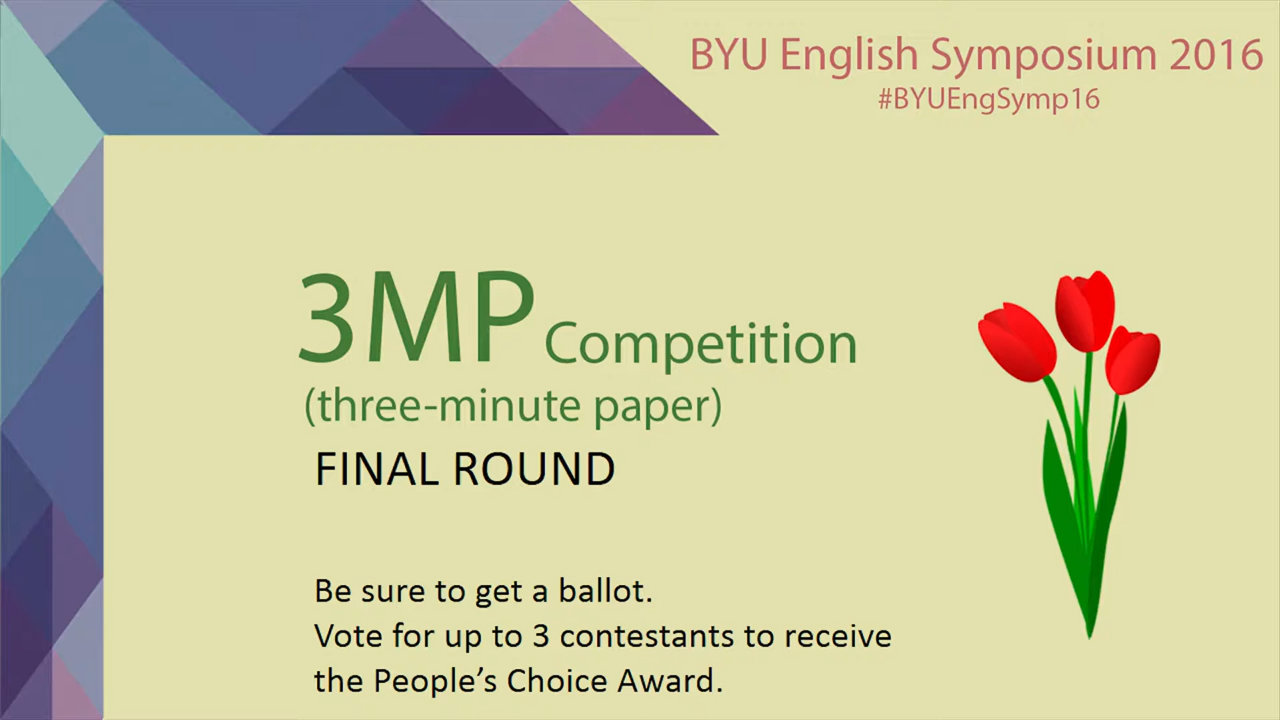 BYU English Symposium 2016
#BYUEngSymp16
3MP Competition
(three-minute paper)
FINAL ROUND
Be sure to get a ballot.
Vote for up to 3 contestants to receive
the People’s Choice Award.